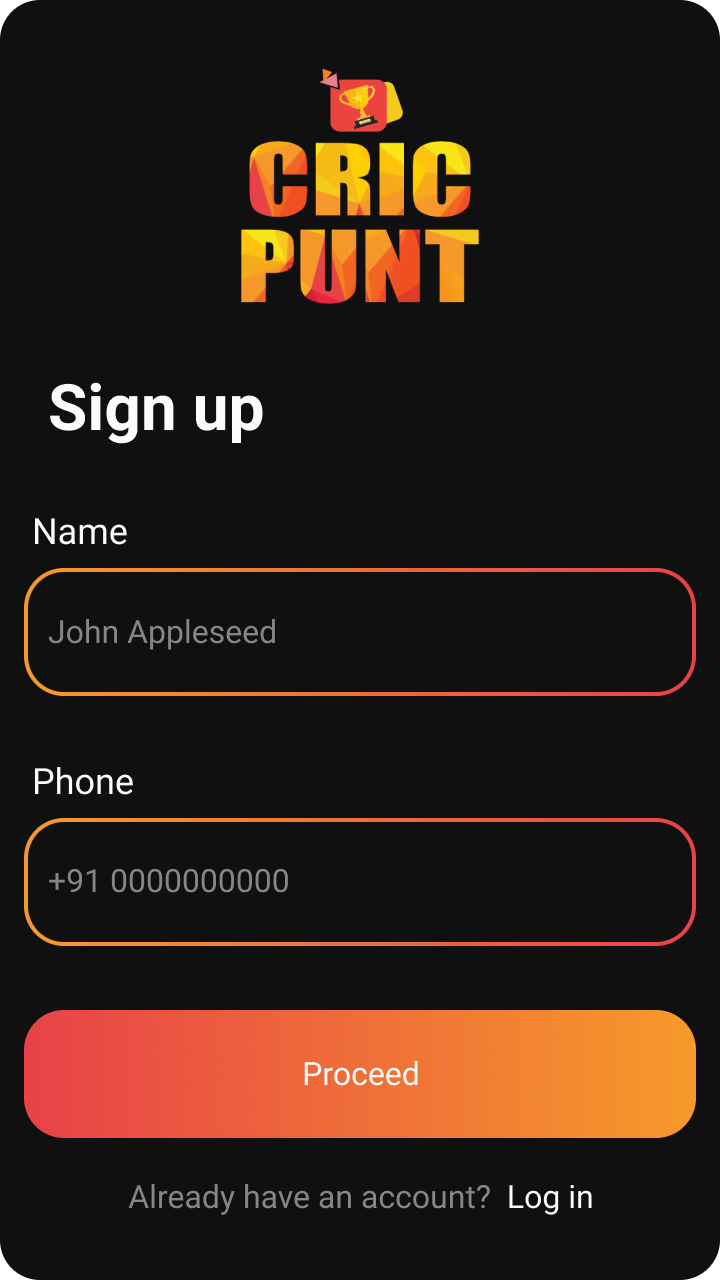 CRIC
PUNT
Sign up
Name
John Appleseed
Phone
+91 0000000000
Proceed
Already have an account? Log in